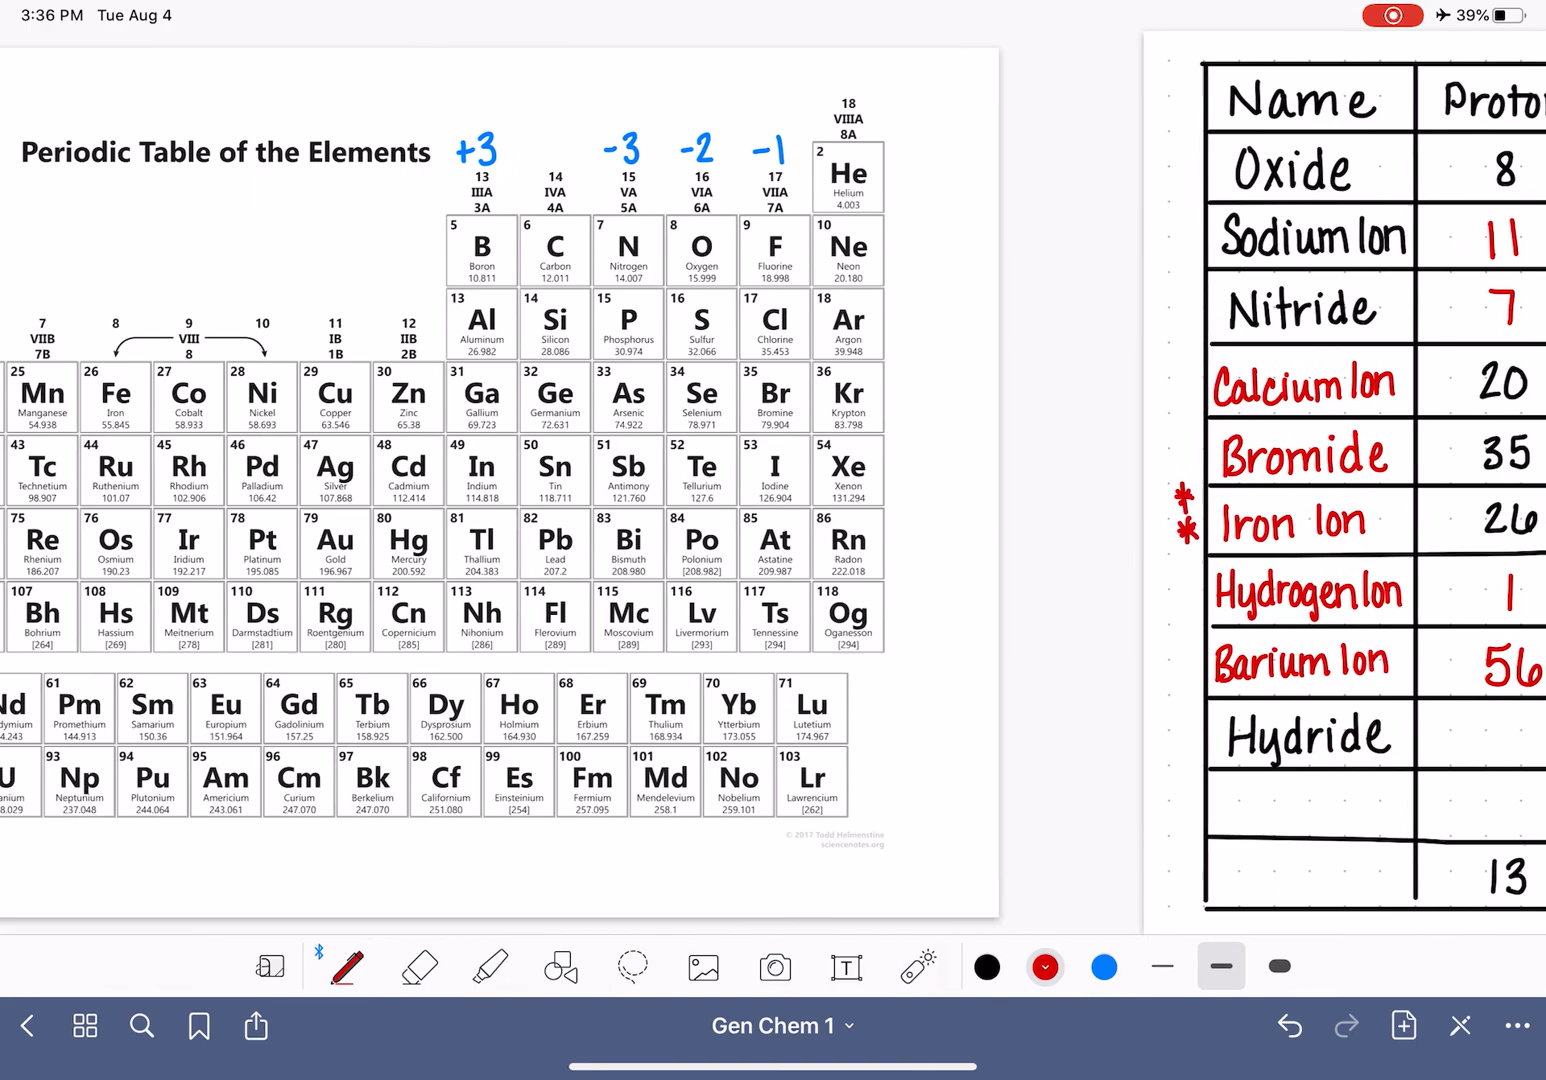 3:36 PM Tue Aug 4
39%
Periodic Table of the Elements
+3 -3 -2 -1
18
VIIIA
8A
13 14 15 16 17
IIIA IVA VA VIA VIIA
3A 4A 5A 6A 7A
2
He
Helium
4.003
5 6 7 8 9 10
B C N O F Ne
Boron Carbon Nitrogen Oxygen Fluorine Neon
10.811 12.011 14.007 15.999 18.998 20.180
13 14 15 16 17 18
Al Si P S Cl Ar
Aluminum Silicon Phosphorus Sulfur Chlorine Argon
26.982 28.086 30.974 32.066 35.453 39.948
7 8 9 10 11 12
VIIB VIII IB IIB
7B 8 1B 2B
25 26 27 28 29 30 31 32 33 34 35 36
Mn Fe Co Ni Cu Zn Ga Ge As Se Br Kr
Manganese Iron Cobalt Nickel Copper Zinc Gallium Germanium Arsenic Selenium Bromine Krypton
54.938 55.845 58.933 58.693 63.546 65.38 69.723 72.631 74.922 78.971 79.904 83.798
43 44 45 46 47 48 49 50 51 52 53 54
Tc Ru Rh Pd Ag Cd In Sn Sb Te I Xe
Technetium Ruthenium Rhodium Palladium Silver Cadmium Indium Tin Antimony Tellurium Iodine Xenon
98.907 101.07 102.906 106.42 107.868 112.414 114.818 118.711 121.760 127.6 126.904 131.294
75 76 77 78 79 80 81 82 83 84 85 86
Re Os Ir Pt Au Hg Tl Pb Bi Po At Rn
Rhenium Osmium Iridium Platinum Gold Mercury Thallium Lead Bismuth Polonium Astatine Radon
186.207 190.23 192.217 195.085 196.967 200.592 204.383 207.2 208.980 [208.982] 209.987 222.018
107 108 109 110 111 112 113 114 115 116 117 118
Bh Hs Mt Ds Rg Cn Nh Fl Mc Lv Ts Og
Bohrium Hassium Meitnerium Darmstadtium Roentgenium Copernicium Nihonium Flerovium Moscovium Livermorium Tennessine Oganesson
[264] [269] [278] [281] [280] [285] [286] [289] [289] [293] [294] [294]
61 62 63 64 65 66 67 68 69 70 71
Nd Pm Sm Eu Gd Tb Dy Ho Er Tm Yb Lu
dymium Promethium Samarium Europium Gadolinium Terbium Dysprosium Holmium Erbium Thulium Ytterbium Lutetium
4.243 144.913 150.36 151.964 157.25 158.925 162.500 164.930 167.259 168.934 173.055 174.967
93 94 95 96 97 98 99 100 101 102 103
U Np Pu Am Cm Bk Cf Es Fm Md No Lr
anium Neptunium Plutonium Americium Curium Berkelium Californium Einsteinium Fermium Mendelevium Nobelium Lawrencium
8.029 237.048 244.064 243.061 247.070 247.070 251.080 [254] 257.095 258.1 259.101 [262]
© 2017 Todd Helmenstine
sciencenotes.org
Name Proto
Oxide 8
Sodium Ion 11
Nitride 7
Calcium Ion 20
Bromide 35
** Iron Ion 26
Hydrogen Ion 1
Barium Ion 56
Hydride
13
T
Gen Chem 1